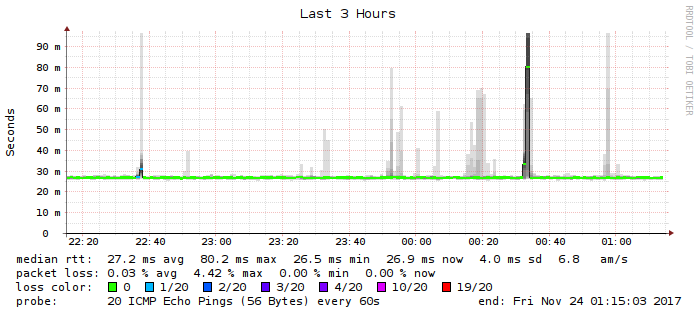 Last 3 Hours
RRDTOOL / TOBI OETIKER
Seconds
90 m
80 m
70 m
60 m
50 m
40 m
30 m
20 m
10 m
0
22:20 22:40 23:00 23:20 23:40 00:00 00:20 00:40 01:00
median rtt: 27.2 ms avg 80.2 ms max 26.5 ms min 26.9 ms now 4.0 ms sd 6.8 am/s
packet loss: 0.03 % avg 4.42 % max 0.00 % min 0.00 % now
loss color: 0 1/20 2/20 3/20 4/20 10/20 19/20
probe: 20 ICMP Echo Pings (56 Bytes) every 60s end: Fri Nov 24 01:15:03 2017